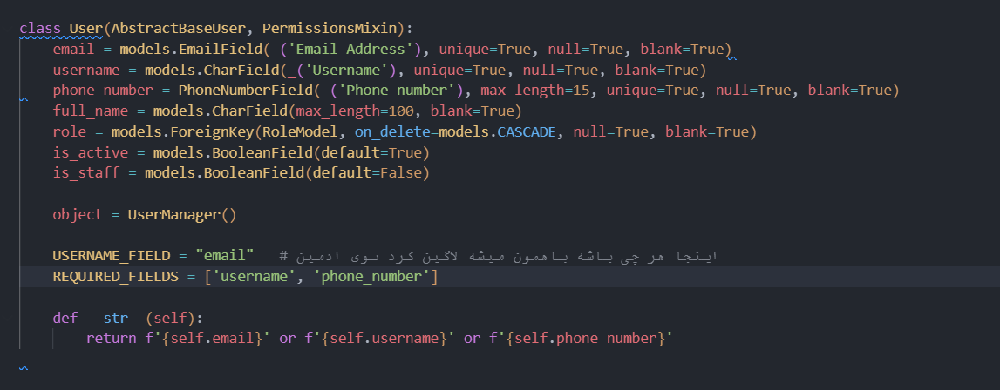 class User(AbstractBaseUser, PermissionsMixin):
    email = models.EmailField(_('Email Address'), unique=True, null=True, blank=True)
    username = models.CharField(_('Username'), unique=True, null=True, blank=True)
    phone_number = PhoneNumberField(_('Phone number'), max_length=15, unique=True, null=True, blank=True)
    full_name = models.CharField(max_length=100, blank=True)
    role = models.ForeignKey(RoleModel, on_delete=models.CASCADE, null=True, blank=True)
    is_active = models.BooleanField(default=True)
    is_staff = models.BooleanField(default=False)
    object = UserManager()
    USERNAME_FIELD = "email"   # اینجا هر چی باشه باهمون میشه لاگین کرد توی ادمین
    REQUIRED_FIELDS = ['username', 'phone_number']
    def __str__(self):
        return f'{self.email}' or f'{self.username}' or f'{self.phone_number}'